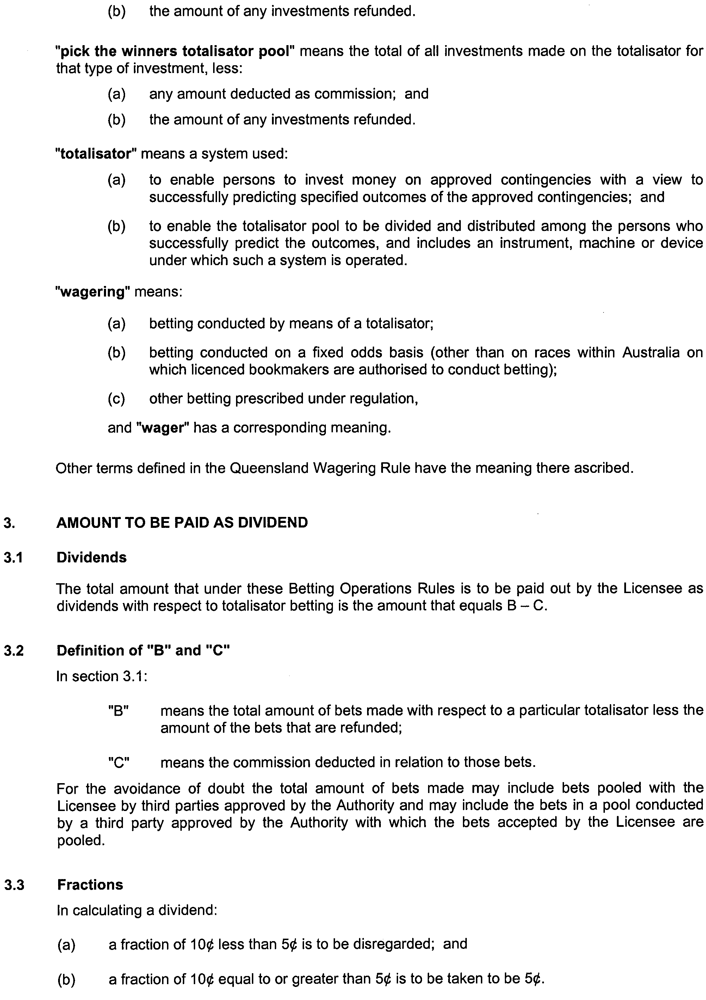 (b) the amount of any investments refunded.
"pick the winners totalisator pool" means the total of all investments made on the totalisator for
that type of investment, less:
(a) any amount deducted as commission; and
(b) the amount of any investments refunded.
"totalisator" means a system used:
(a) to enable persons to invest money on approved contingencies with a view to
successfully predicting specified outcomes of the approved contingencies; and
(b) to enable the totalisator pool to be divided and distributed among the persons who
successfully predict the outcomes, and includes an instrument, machine or device
under which such a system is operated.
"wagering" means:
(a) betting conducted by means of a totalisator;
(b) betting conducted on a fixed odds basis (other than on races within Australia on
which licenced bookmakers are authorised to conduct betting);
(c) other betting prescribed under regulation,
and "wager" has a corresponding meaning.
Other terms defined in the Queensland Wagering Rule have the meaning there ascribed.
3. AMOUNT TO BE PAID AS DIVIDEND
3.1 Dividends
The total amount that under these Betting Operations Rules is to be paid out by the Licensee as
dividends with respect to totalisator betting is the amount that equals B – C.
3.2 Definition of "B" and "C"
In section 3.1:
"B" means the total amount of bets made with respect to a particular totalisator less the
amount of the bets that are refunded;
"C" means the commission deducted in relation to those bets.
For the avoidance of doubt the total amount of bets made may include bets pooled with the
Licensee by third parties approved by the Authority and may include the bets in a pool conducted
by a third party approved by the Authority with which the bets accepted by the Licensee are
pooled.
3.3 Fractions
In calculating a dividend:
(a) a fraction of 10¢ less than 5¢ is to be disregarded; and
(b) a fraction of 10¢ equal to or greater than 5¢ is to be taken to be 5¢.